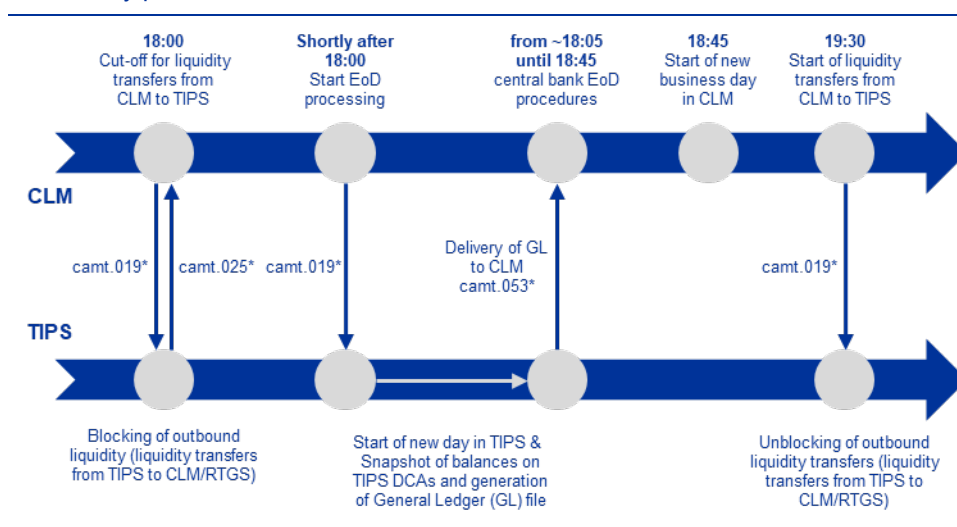 18:00
Cut-off for liquidity
transfers from
CLM to TIPS
Shortly after
18:00
Start EoD
processing
from ~18:05
until 18:45
central bank EoD
procedures
18:45
Start of new
business day
in CLM
19:30
Start of liquidity
transfers from
CLM to TIPS
CLM
camt.019*
camt.025*
camt.019*
Delivery of GL
to CLM
camt.053*
camt.019*
TIPS
Blocking of outbound
liquidity (liquidity transfers
from TIPS to CLM/RTGS)
Start of new day in TIPS &
Snapshot of balances on
TIPS DCAs and generation
of General Ledger (GL) file
Unblocking of outbound
liquidity transfers (liquidity
transfers from TIPS to
CLM/RTGS)